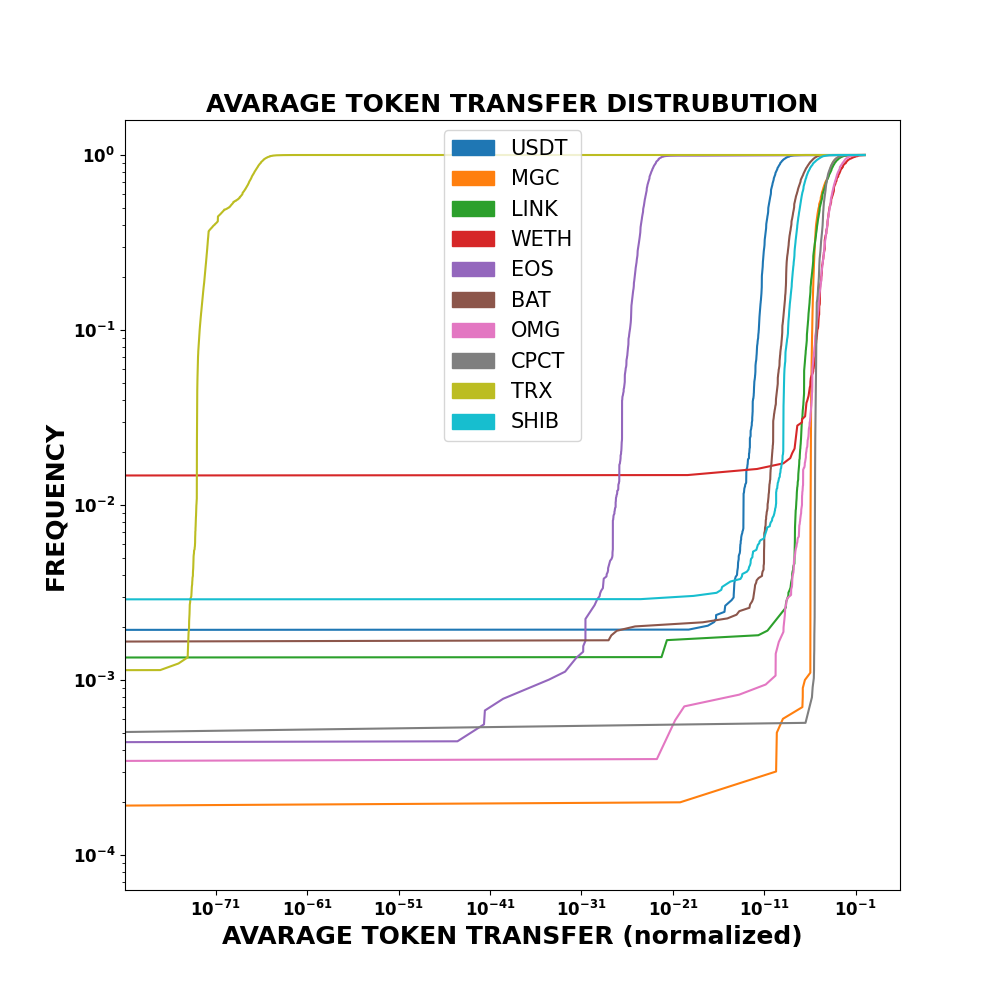 AVARAGE TOKEN TRANSFER DISTRUBUTION
FREQUENCY
10⁰
10⁻¹
10⁻²
10⁻³
10⁻⁴
USDT
MGC
LINK
WETH
EOS
BAT
OMG
CPCT
TRX
SHIB
10⁻⁷¹ 10⁻⁶¹ 10⁻⁵¹ 10⁻⁴¹ 10⁻³¹ 10⁻²¹ 10⁻¹¹ 10⁻¹
AVARAGE TOKEN TRANSFER (normalized)